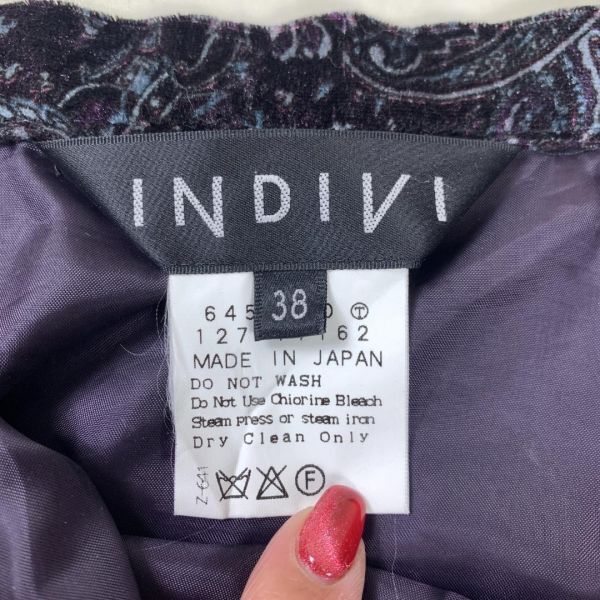 INDIVI
38
MADE IN JAPAN
DO NOT WASH
Do Not Use Chlorine Bleach
Steam press or steam iron
Dry Clean Only
Z-641
F